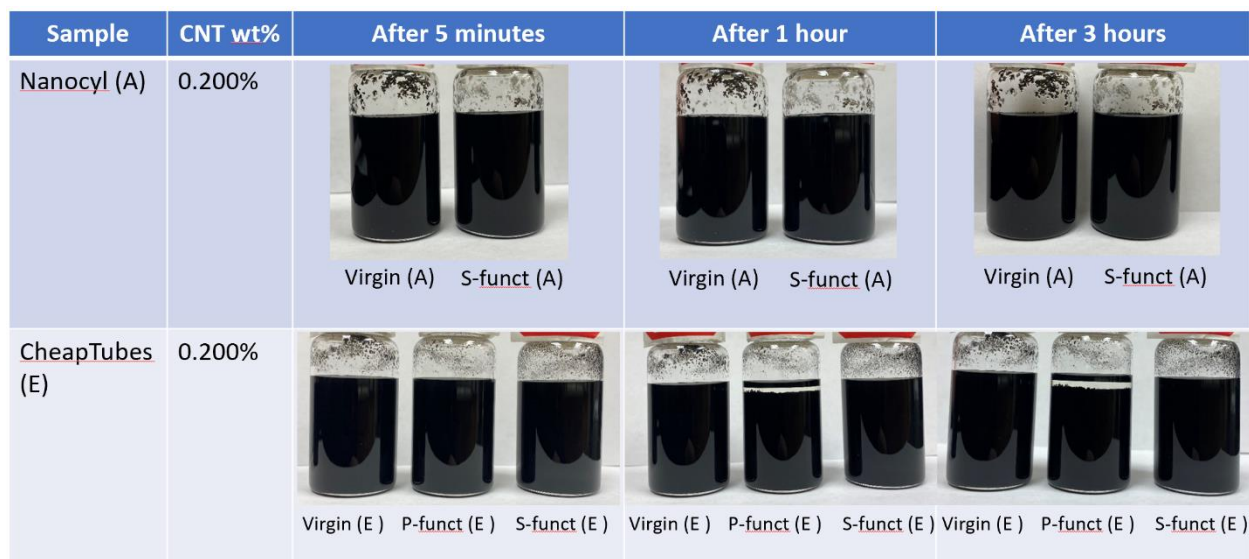 Sample CNT wt% After 5 minutes After 1 hour After 3 hours
Nanocyl (A) 0.200%
Virgin (A) S-funct (A) Virgin (A) S-funct (A) Virgin (A) S-funct (A)
CheapTubes 0.200%
(E)
Virgin (E ) P-funct (E ) S-funct (E ) Virgin (E ) P-funct (E ) S-funct (E ) Virgin (E ) P-funct (E ) S-funct (E )